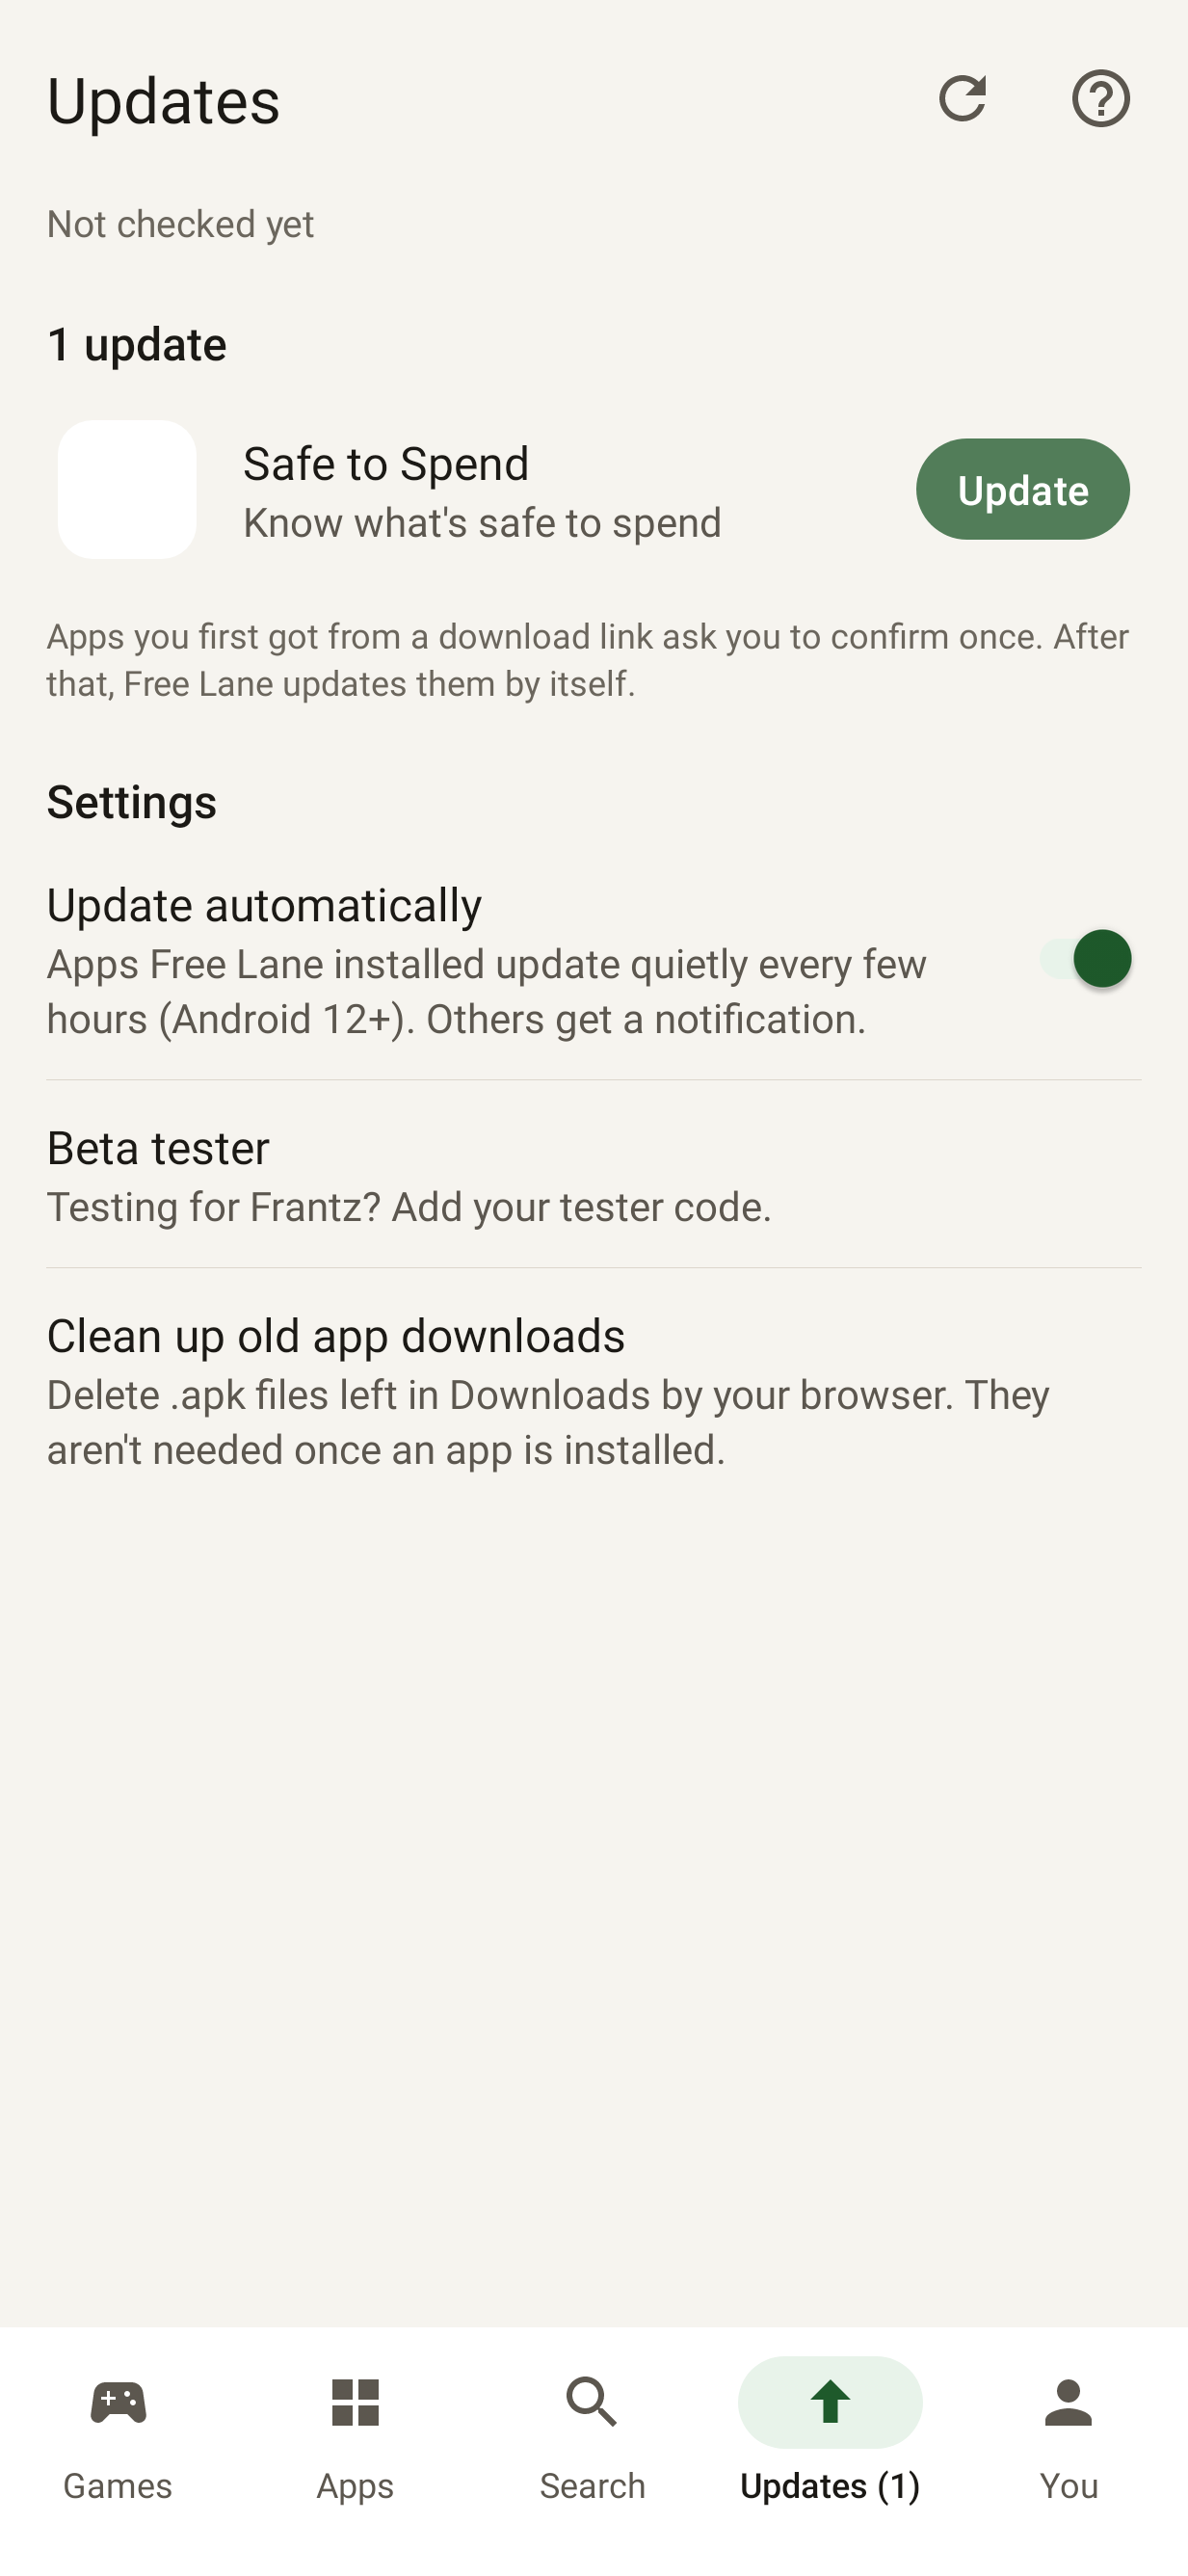 Updates
Not checked yet
1 update
Safe to Spend
Know what's safe to spend
Update
Apps you first got from a download link ask you to confirm once. After
that, Free Lane updates them by itself.
Settings
Update automatically
Apps Free Lane installed update quietly every few
hours (Android 12+). Others get a notification.
Beta tester
Testing for Frantz? Add your tester code.
Clean up old app downloads
Delete .apk files left in Downloads by your browser. They
aren't needed once an app is installed.
Games
Apps
Search
Updates (1)
You